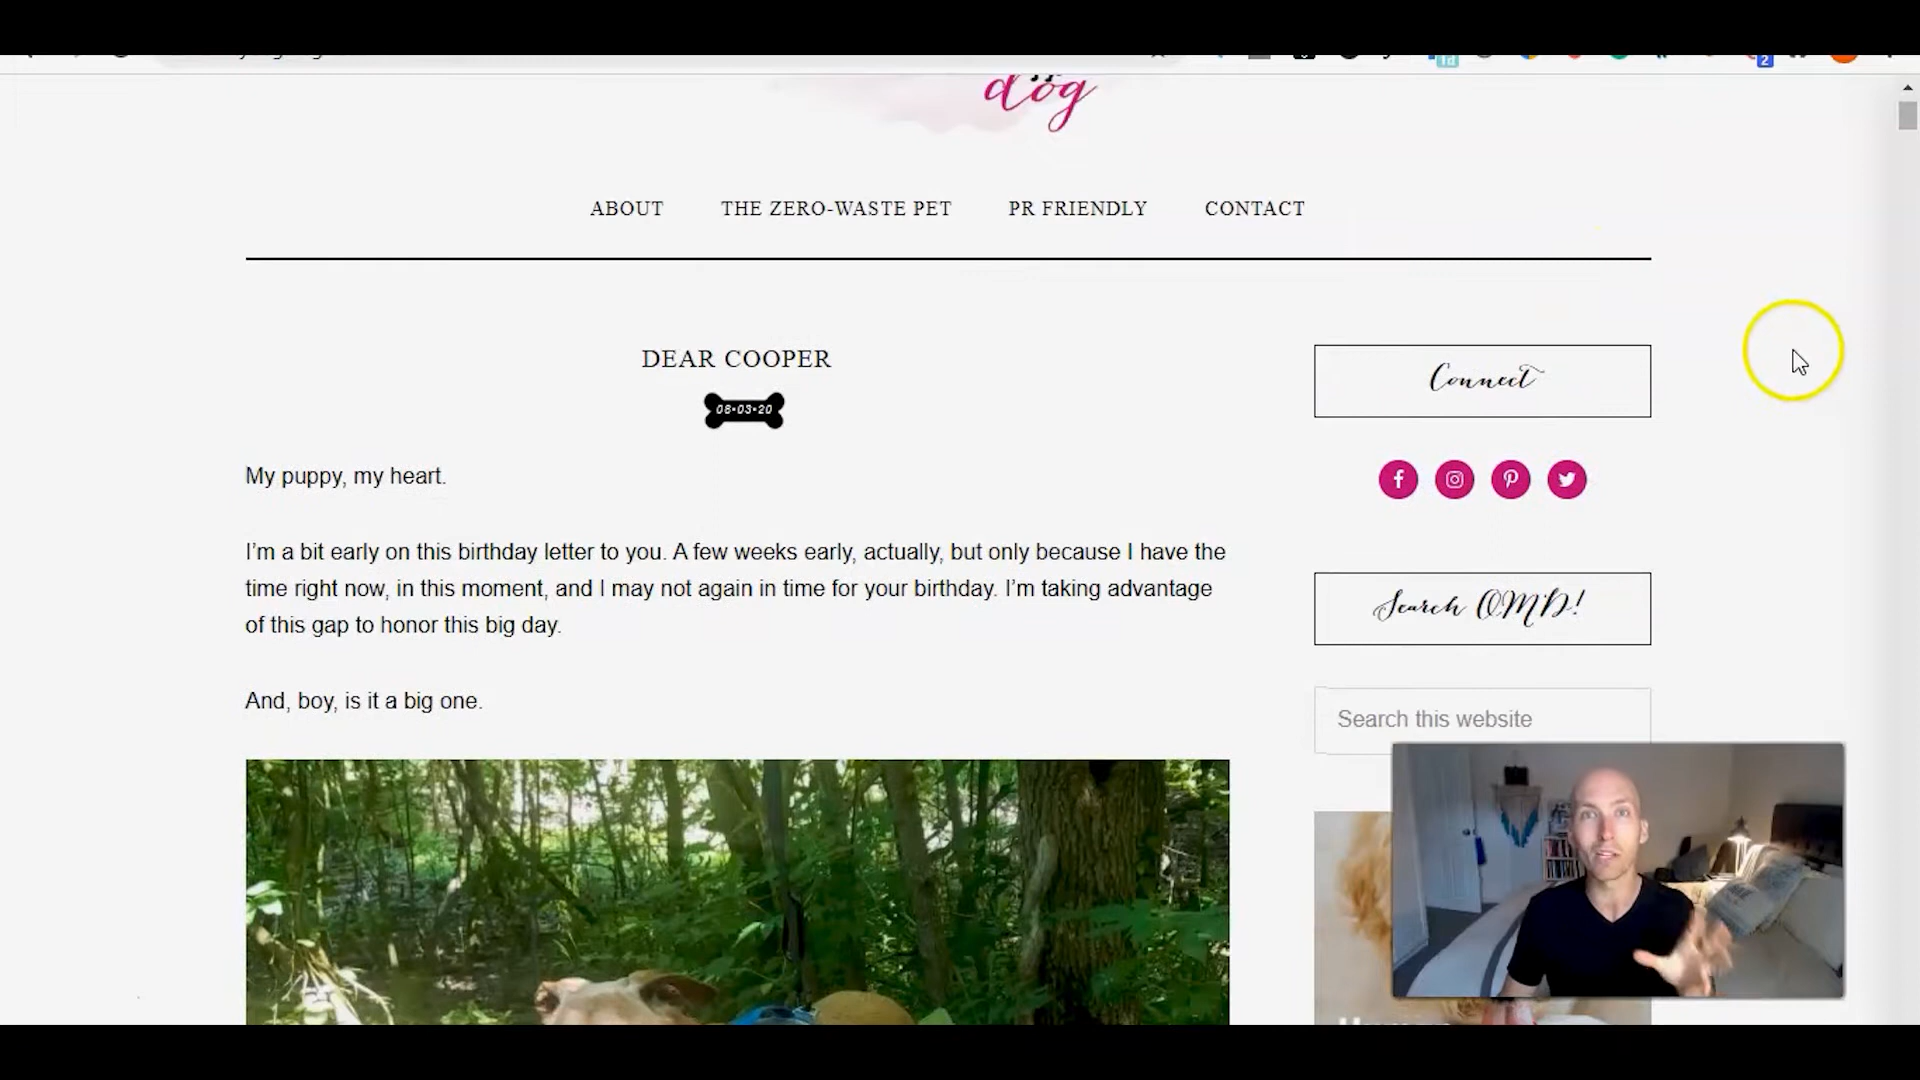 dog
ABOUT THE ZERO-WASTE PET PR FRIENDLY CONTACT
DEAR COOPER
08•03•20
My puppy, my heart.
I’m a bit early on this birthday letter to you. A few weeks early, actually, but only because I have the
time right now, in this moment, and I may not again in time for your birthday. I’m taking advantage
of this gap to honor this big day.
And, boy, is it a big one.
Connect
Search OMD!
Search this website
2